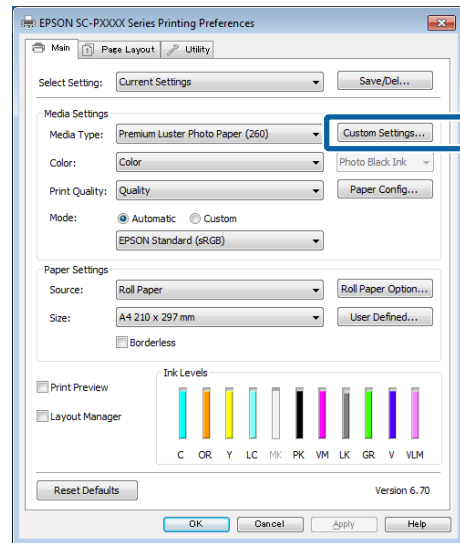 EPSON SC-PXXXX Series Printing Preferences
Main Page Layout Utility
Select Setting: Current Settings Save/Del...
Media Settings
Media Type: Premium Luster Photo Paper (260) Custom Settings...
Color: Color Photo Black Ink
Print Quality: Quality Paper Config...
Mode: Automatic Custom
EPSON Standard (sRGB)
Paper Settings
Source: Roll Paper Roll Paper Option...
Size: A4 210 x 297 mm User Defined...
Borderless
Ink Levels
Print Preview
Layout Manager
C OR Y LC MK PK VM LK GR V VLM
Reset Defaults Version 6.70
OK Cancel Apply Help